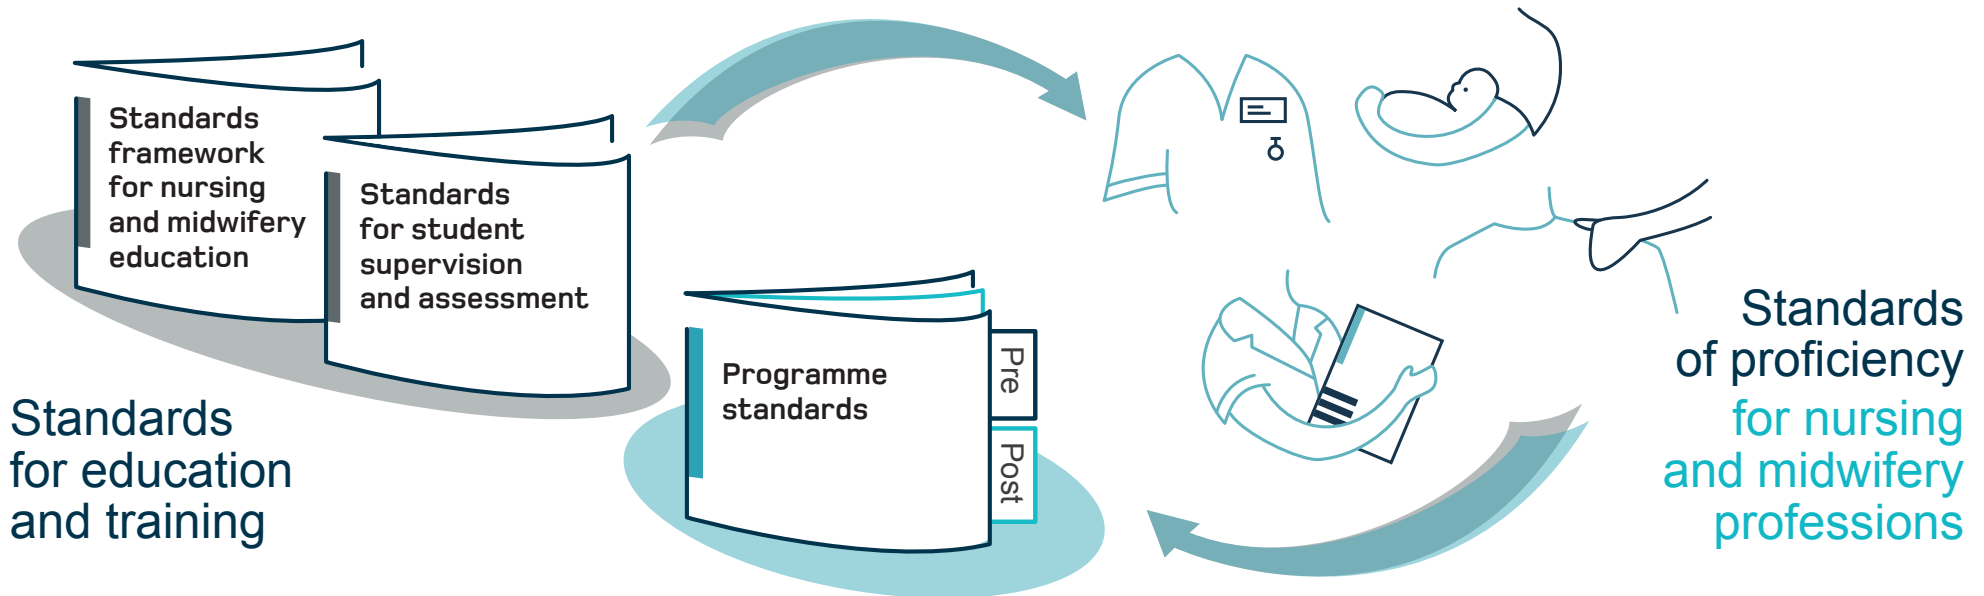 Standards
framework
for nursing
and midwifery
education
Standards
for student
supervision
and assessment
Programme
standards
Pre
Post
Standards
for education
and training
Standards
of proficiency
for nursing
and midwifery
professions